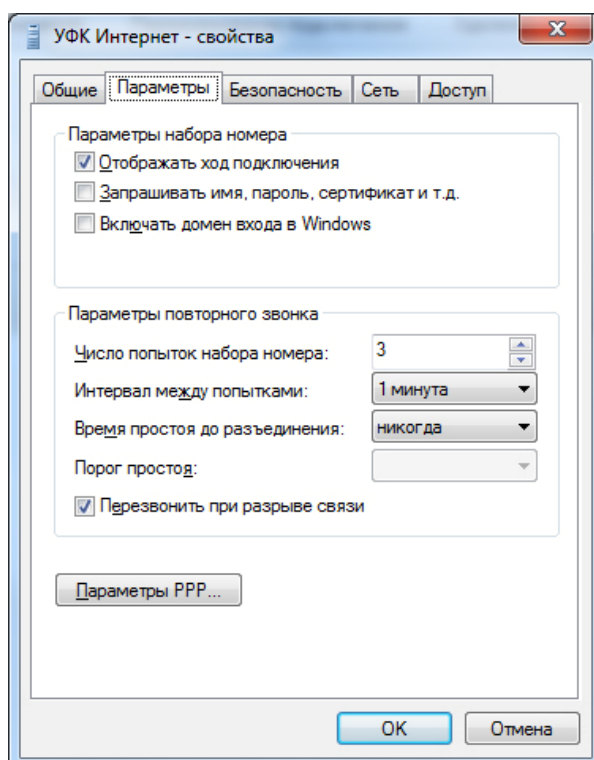 УФК Интернет - свойства
Общие Параметры Безопасность Сеть Доступ
Параметры набора номера
Отображать ход подключения
Запрашивать имя, пароль, сертификат и т.д.
Включать домен входа в Windows
Параметры повторного звонка
Число попыток набора номера: 3
Интервал между попытками: 1 минута
Время простоя до разъединения: никогда
Порог простоя:
Перезвонить при разрыве связи
Параметры PPP...
OK Отмена